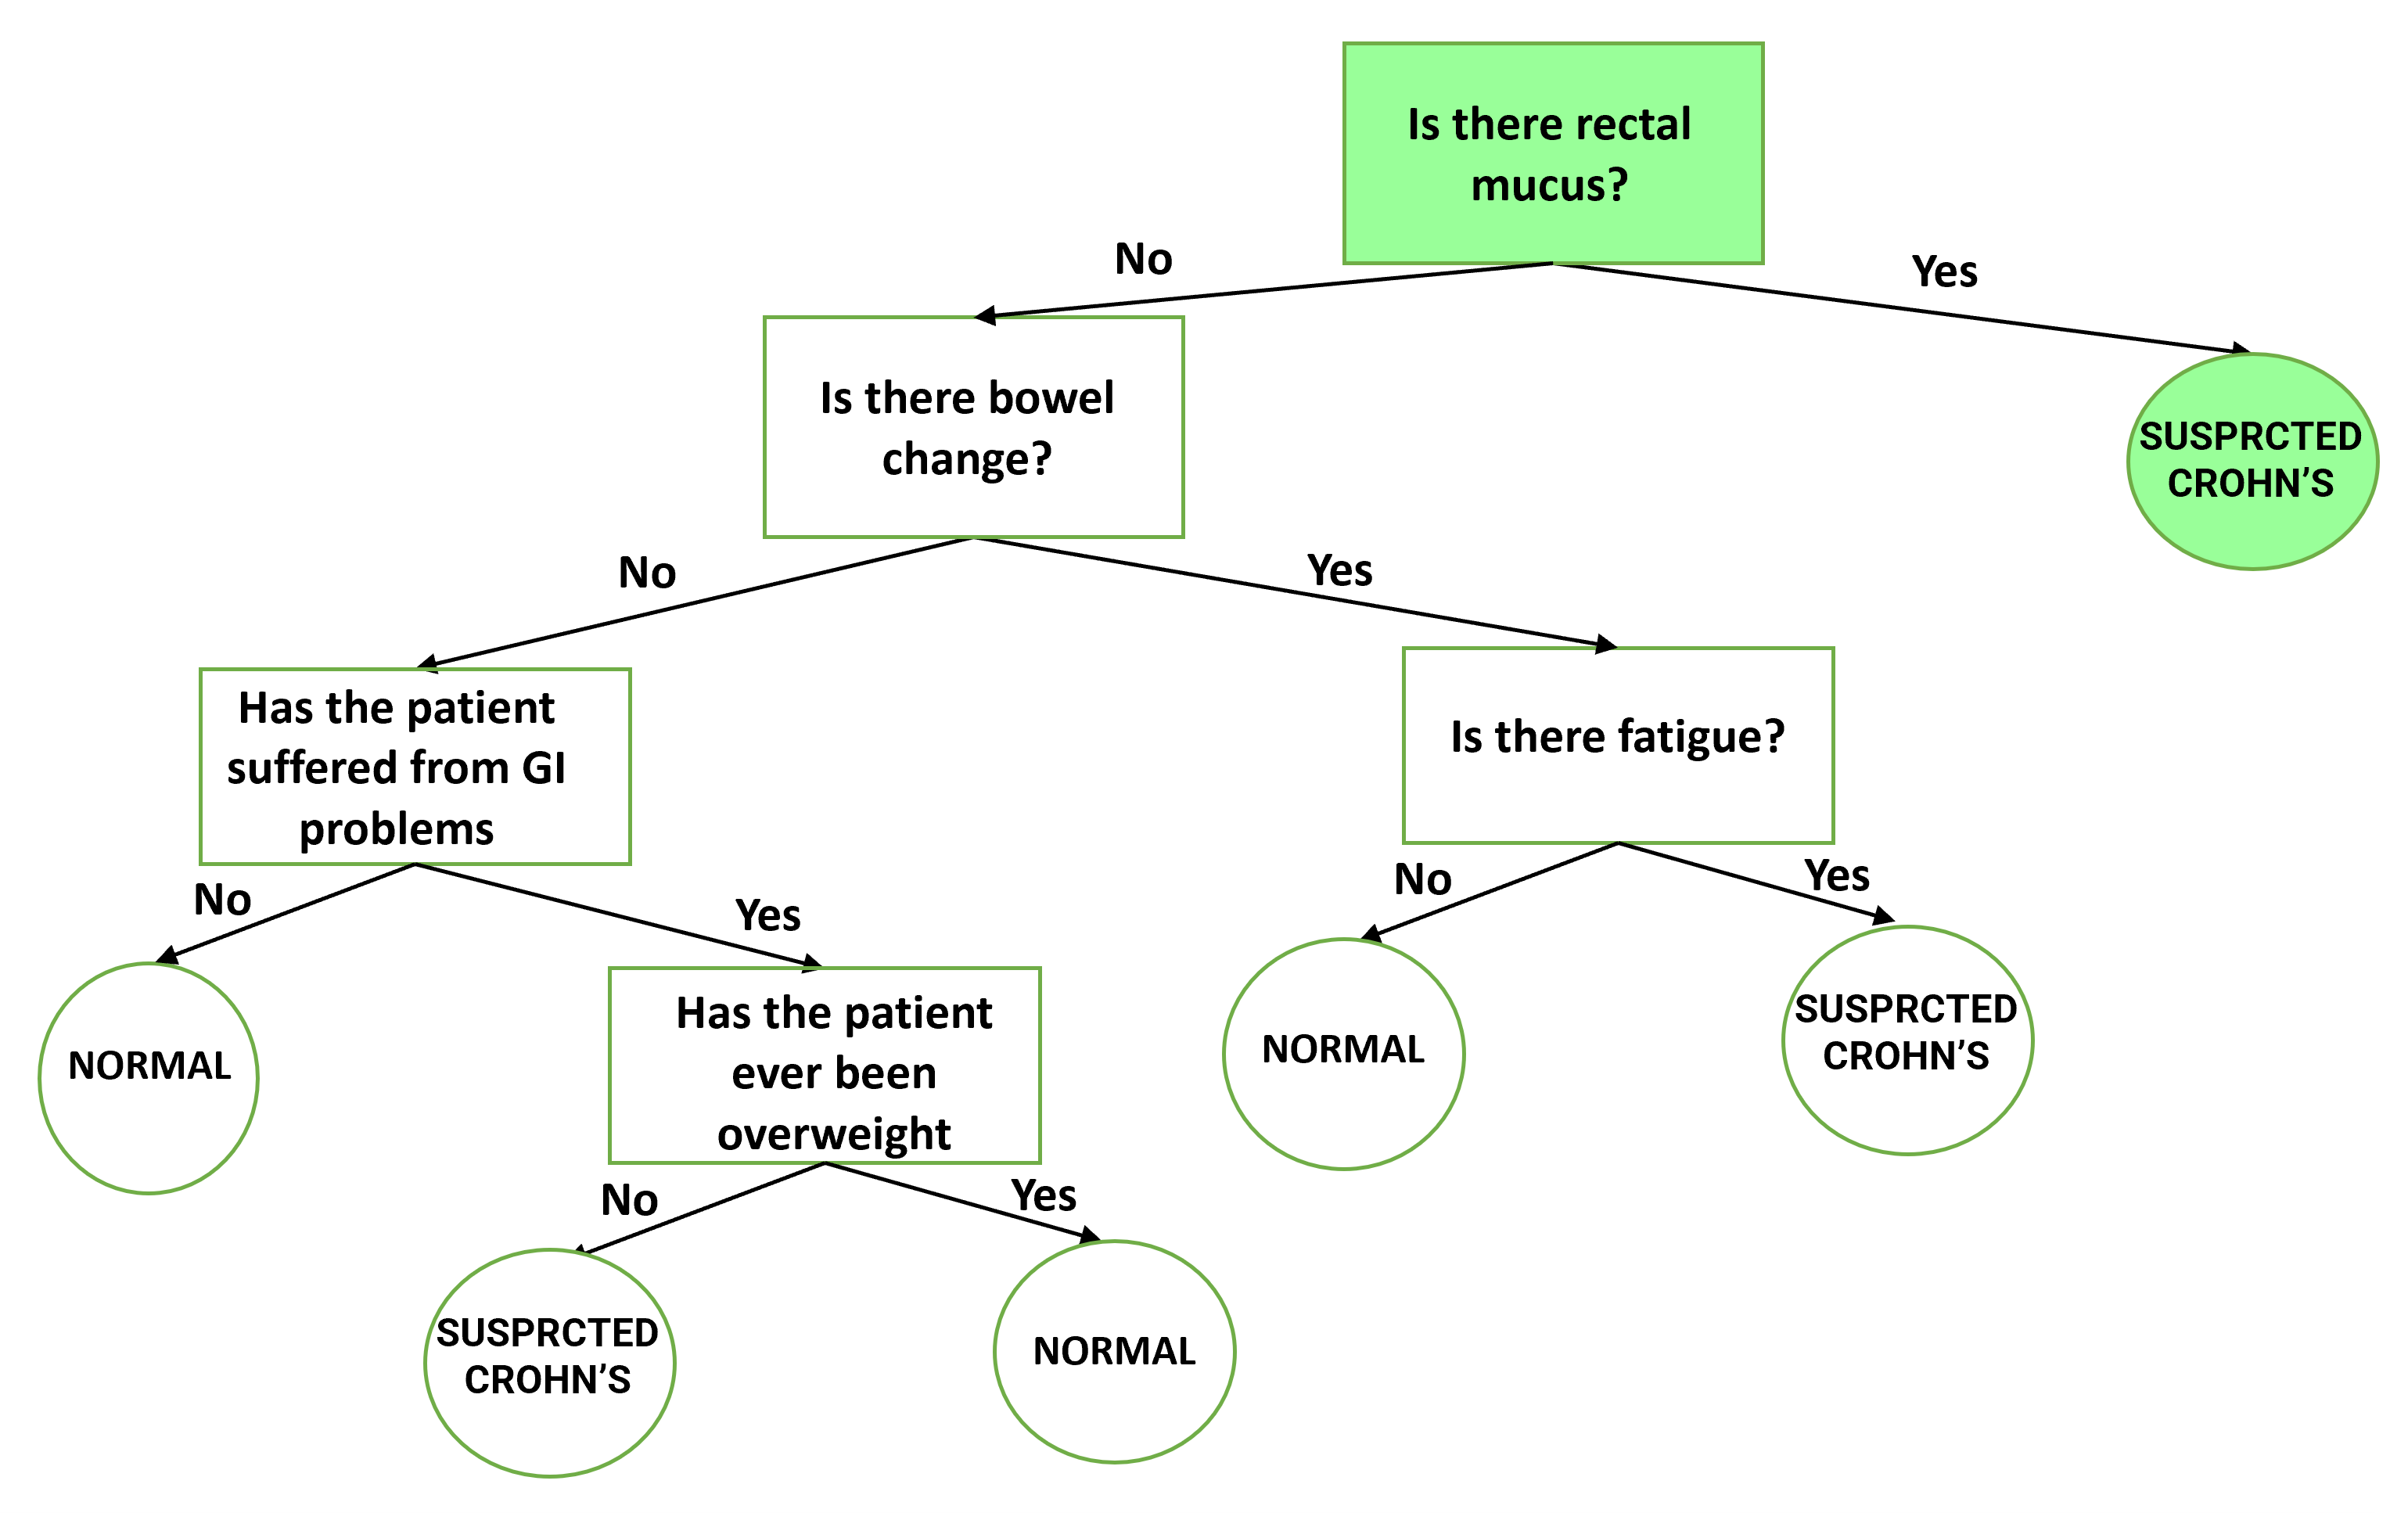 Is there rectal
mucus?
No
Yes
Is there bowel
change?
SUSPRCTED
CROHN’S
No
Yes
Has the patient
suffered from GI
problems
Is there fatigue?
No
Yes
No
Yes
NORMAL
Has the patient
ever been
overweight
NORMAL
SUSPRCTED
CROHN’S
No
Yes
SUSPRCTED
CROHN’S
NORMAL